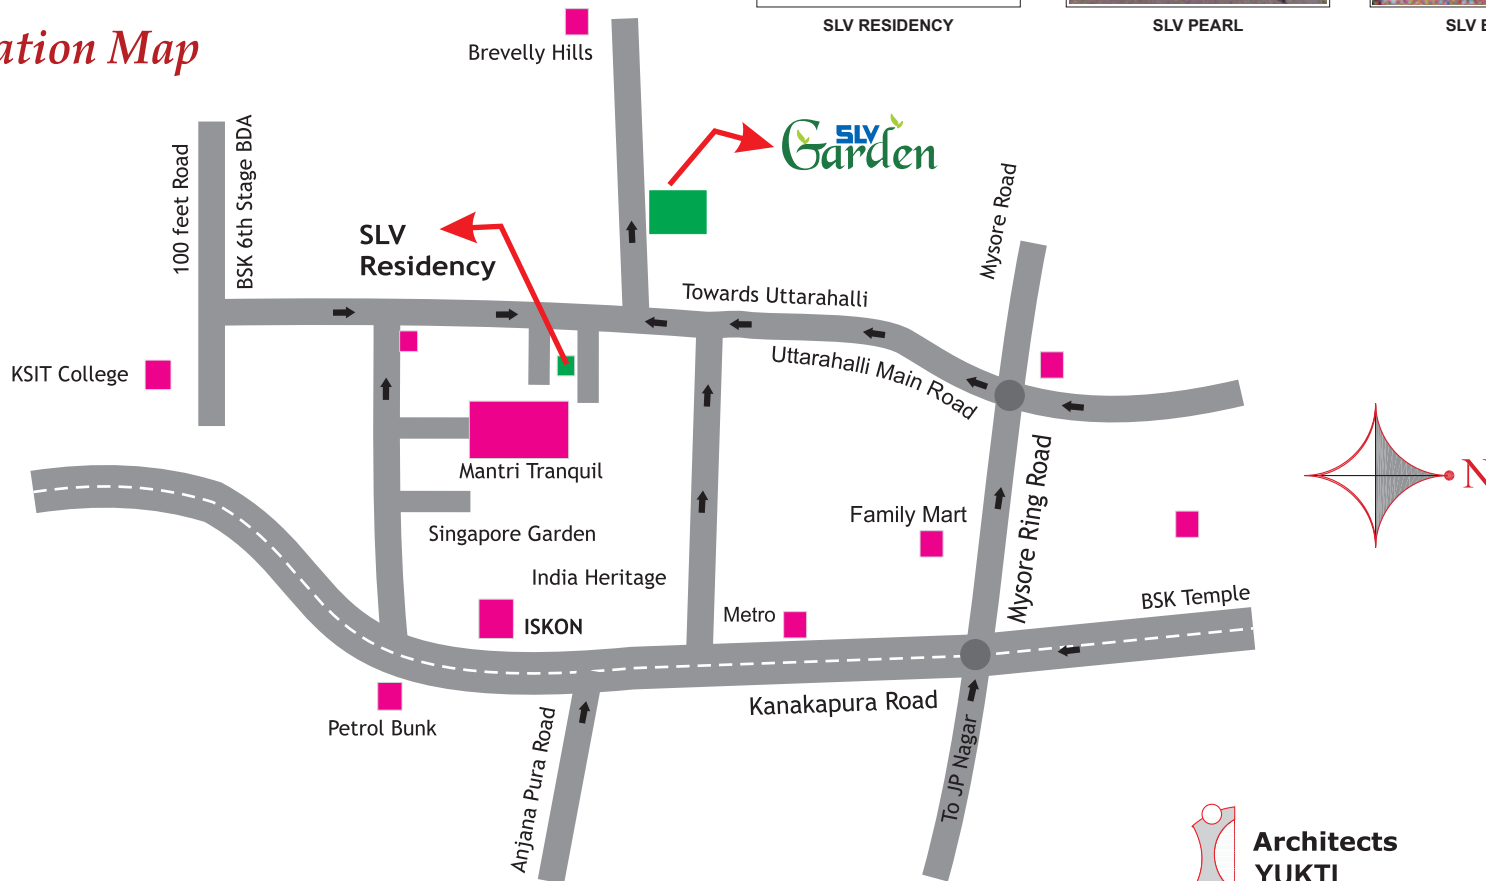 SLV RESIDENCY
SLV PEARL
SLV
ation Map
Brevelly Hills
SLV
Garden
100 feet Road
BSK 6th Stage BDA
Mysore Road
SLV
Residency
Towards Uttarahalli
Uttarahalli Main Road
KSIT College
Mantri Tranquil
Singapore Garden
India Heritage
ISKON
Family Mart
Mysore Ring Road
N
Metro
BSK Temple
Kanakapura Road
Petrol Bunk
Anjana Pura Road
To JP Nagar
Architects
YUKTI